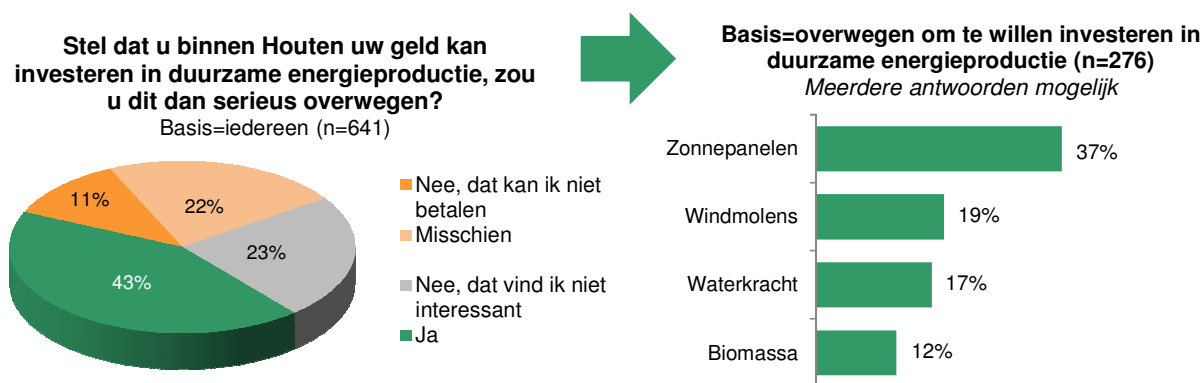 Stel dat u binnen Houten uw geld kan
investeren in duurzame energieproductie, zou
u dit dan serieus overwegen?
Basis=iedereen (n=641)
11%
22%
23%
43%
Nee, dat kan ik niet
betalen
Misschien
Nee, dat vind ik niet
interessant
Ja
Basis=overwegen om te willen investeren in
duurzame energieproductie (n=276)
Meerdere antwoorden mogelijk
Zonnepanelen 37%
Windmolens 19%
Waterkracht 17%
Biomassa 12%